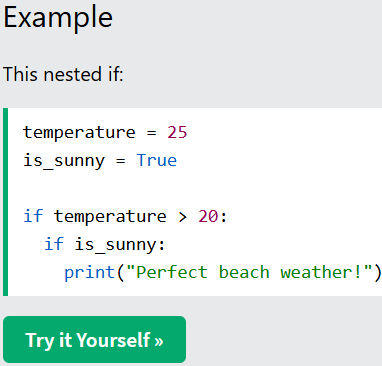 Example
This nested if:
temperature = 25
is_sunny = True
if temperature > 20:
  if is_sunny:
    print("Perfect beach weather!")
Try it Yourself »